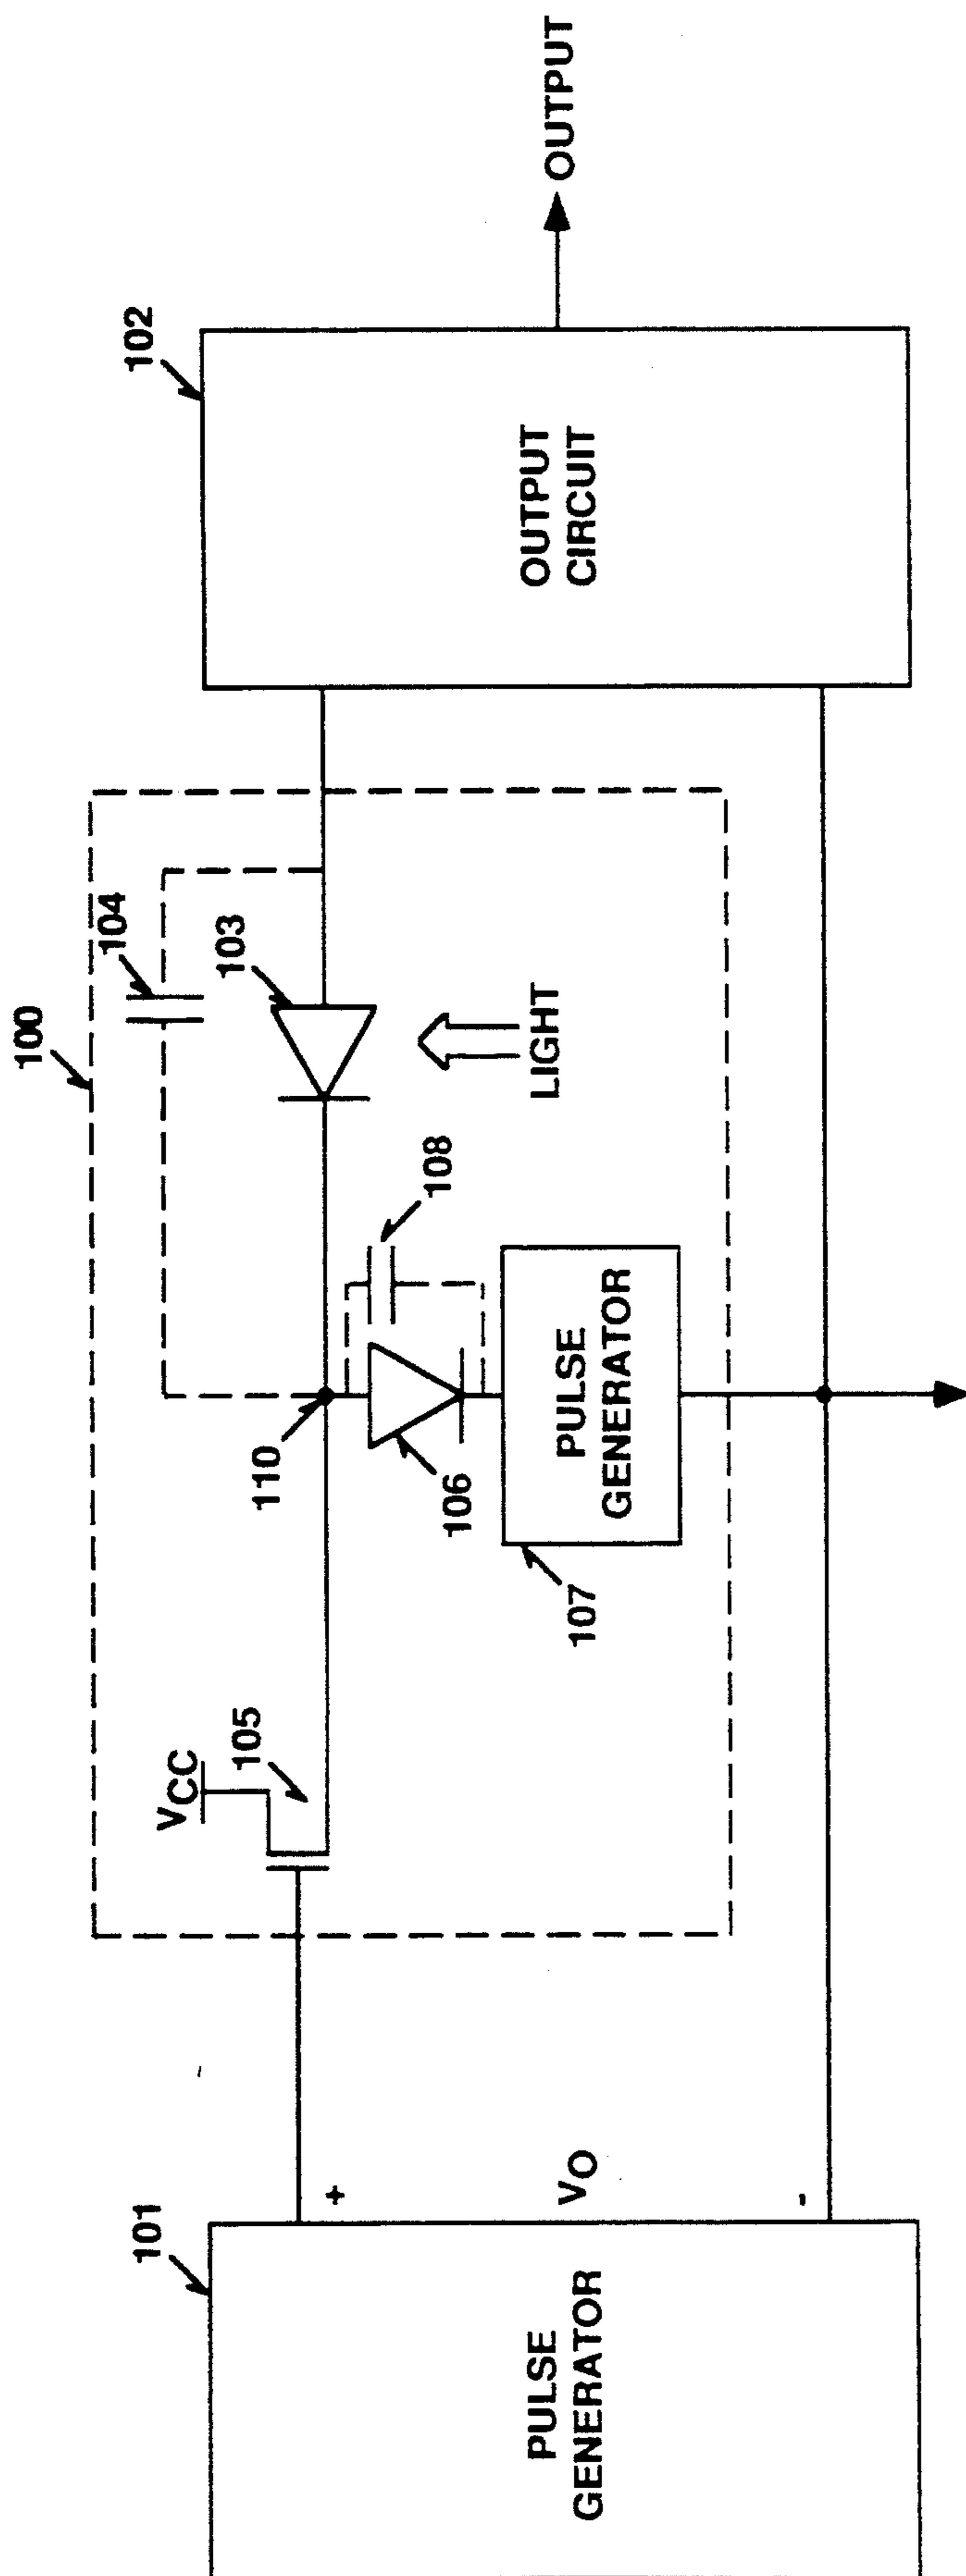 100
101
102
104
103
VCC
105
110
108
106
107
+
VO
-
PULSE
GENERATOR
PULSE
GENERATOR
LIGHT
OUTPUT
CIRCUIT
OUTPUT